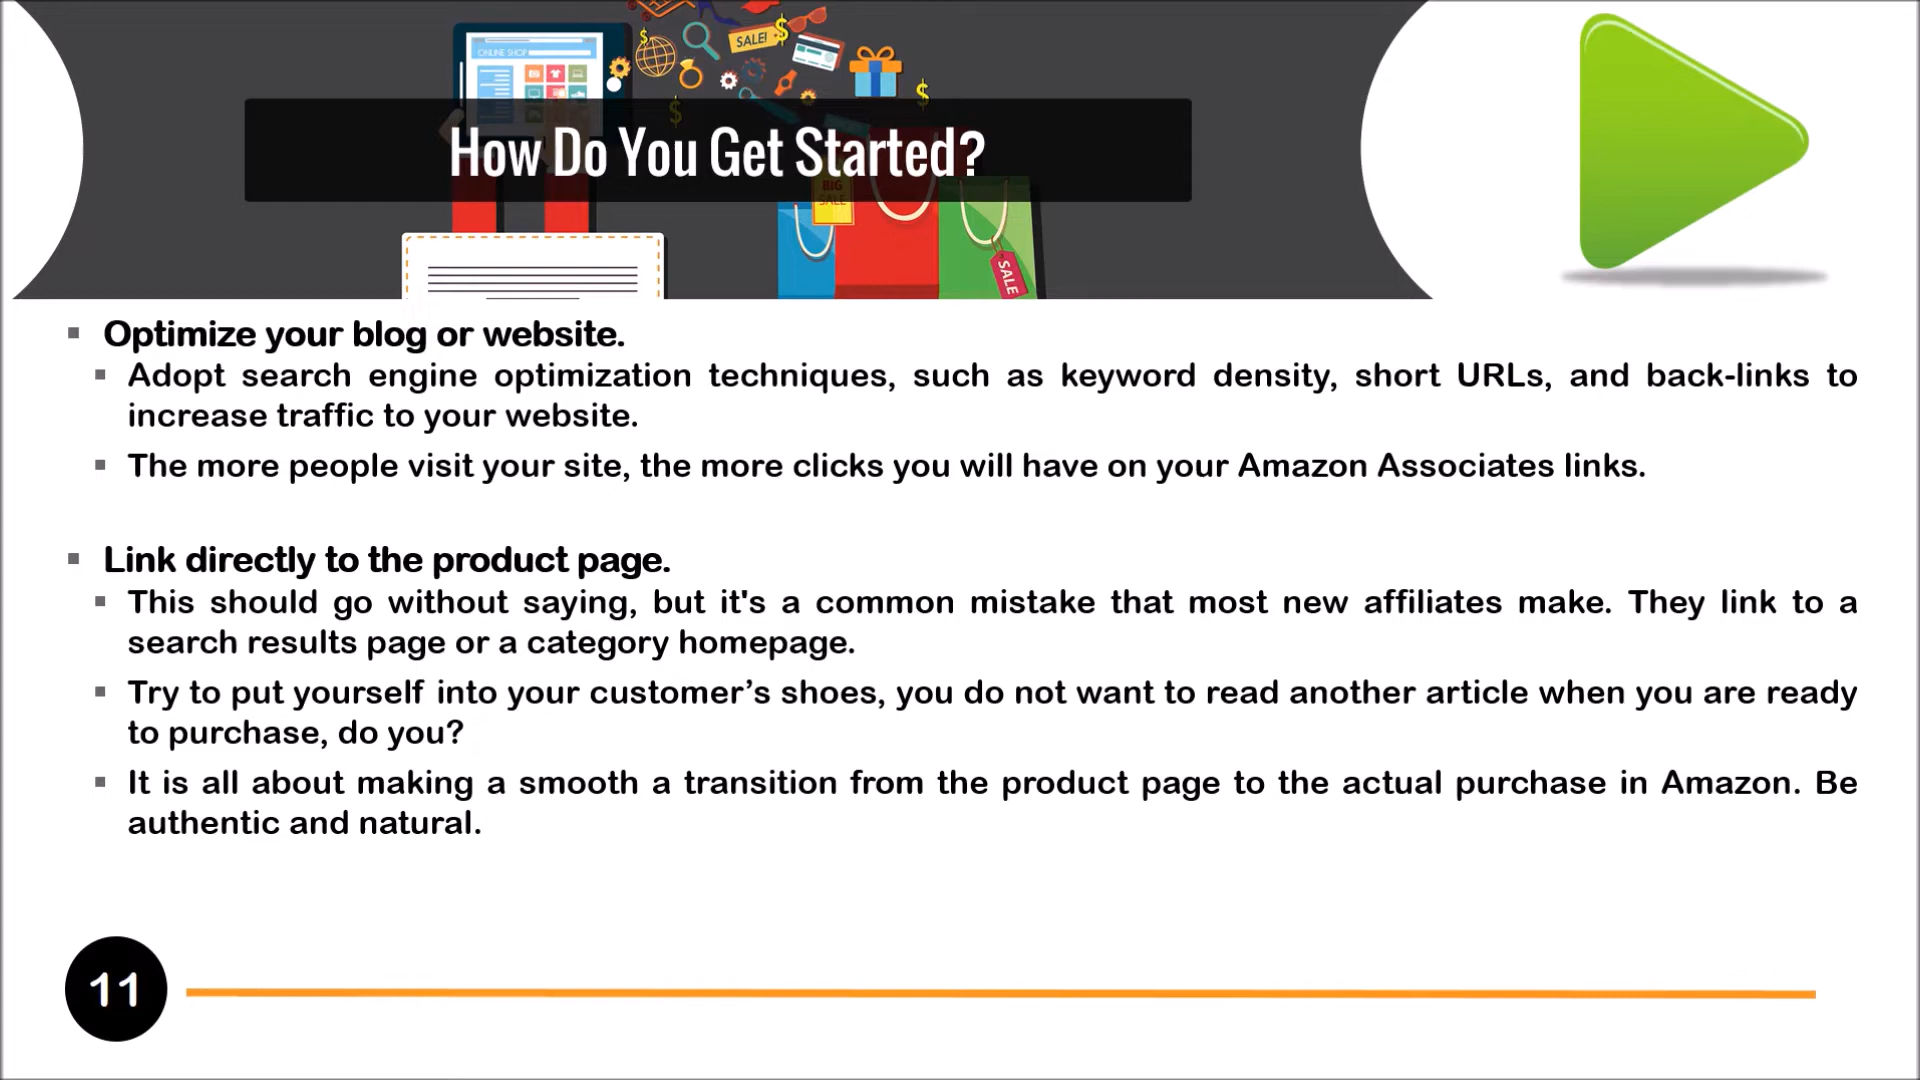 ONLINE SHOP
SALE!
How Do You Get Started?
BIG
SALE
SALE
Optimize your blog or website.
Adopt search engine optimization techniques, such as keyword density, short URLs, and back-links to
increase traffic to your website.
The more people visit your site, the more clicks you will have on your Amazon Associates links.
Link directly to the product page.
This should go without saying, but it's a common mistake that most new affiliates make. They link to a
search results page or a category homepage.
Try to put yourself into your customer’s shoes, you do not want to read another article when you are ready
to purchase, do you?
It is all about making a smooth a transition from the product page to the actual purchase in Amazon. Be
authentic and natural.
11